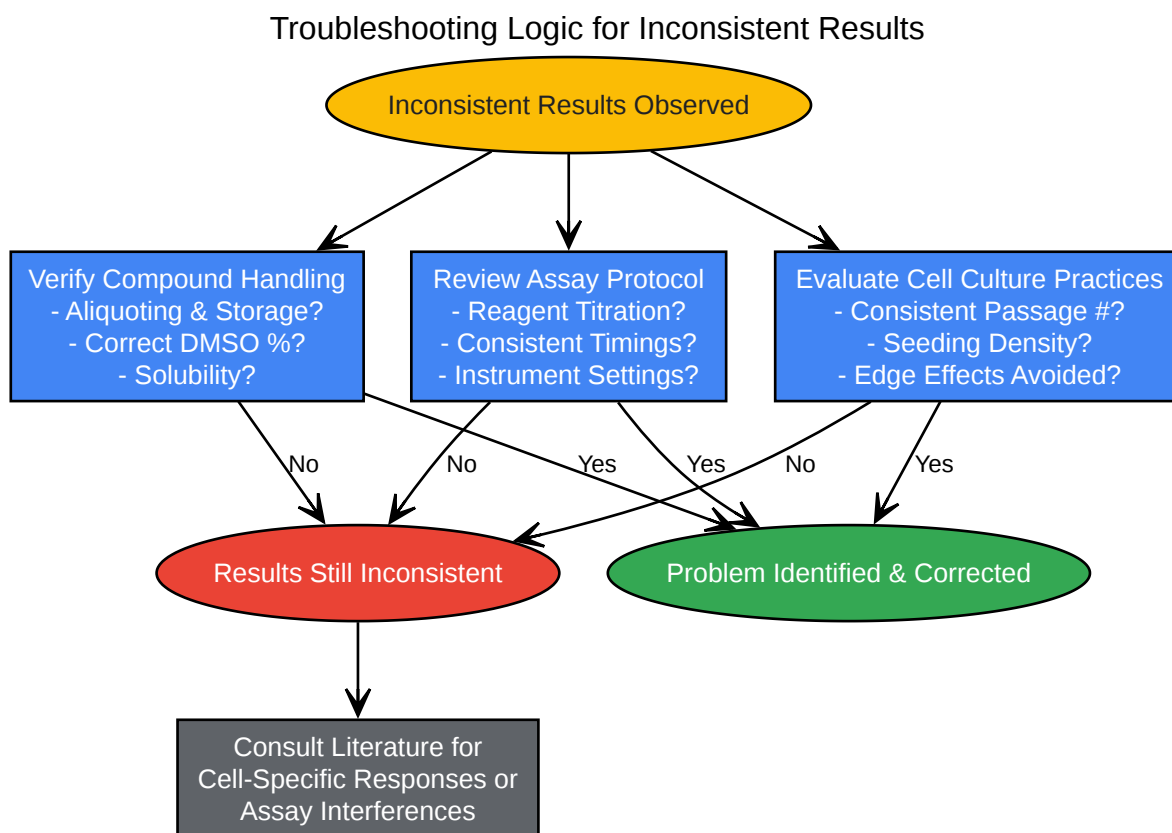 Troubleshooting Logic for Inconsistent Results
Inconsistent Results Observed
Verify Compound Handling
- Aliquoting & Storage?
- Correct DMSO %?
- Solubility?
Review Assay Protocol
- Reagent Titration?
- Consistent Timings?
- Instrument Settings?
Evaluate Cell Culture Practices
- Consistent Passage #?
- Seeding Density?
- Edge Effects Avoided?
No
No
Yes
Yes
No
Yes
Results Still Inconsistent
Problem Identified & Corrected
Consult Literature for
Cell-Specific Responses or
Assay Interferences